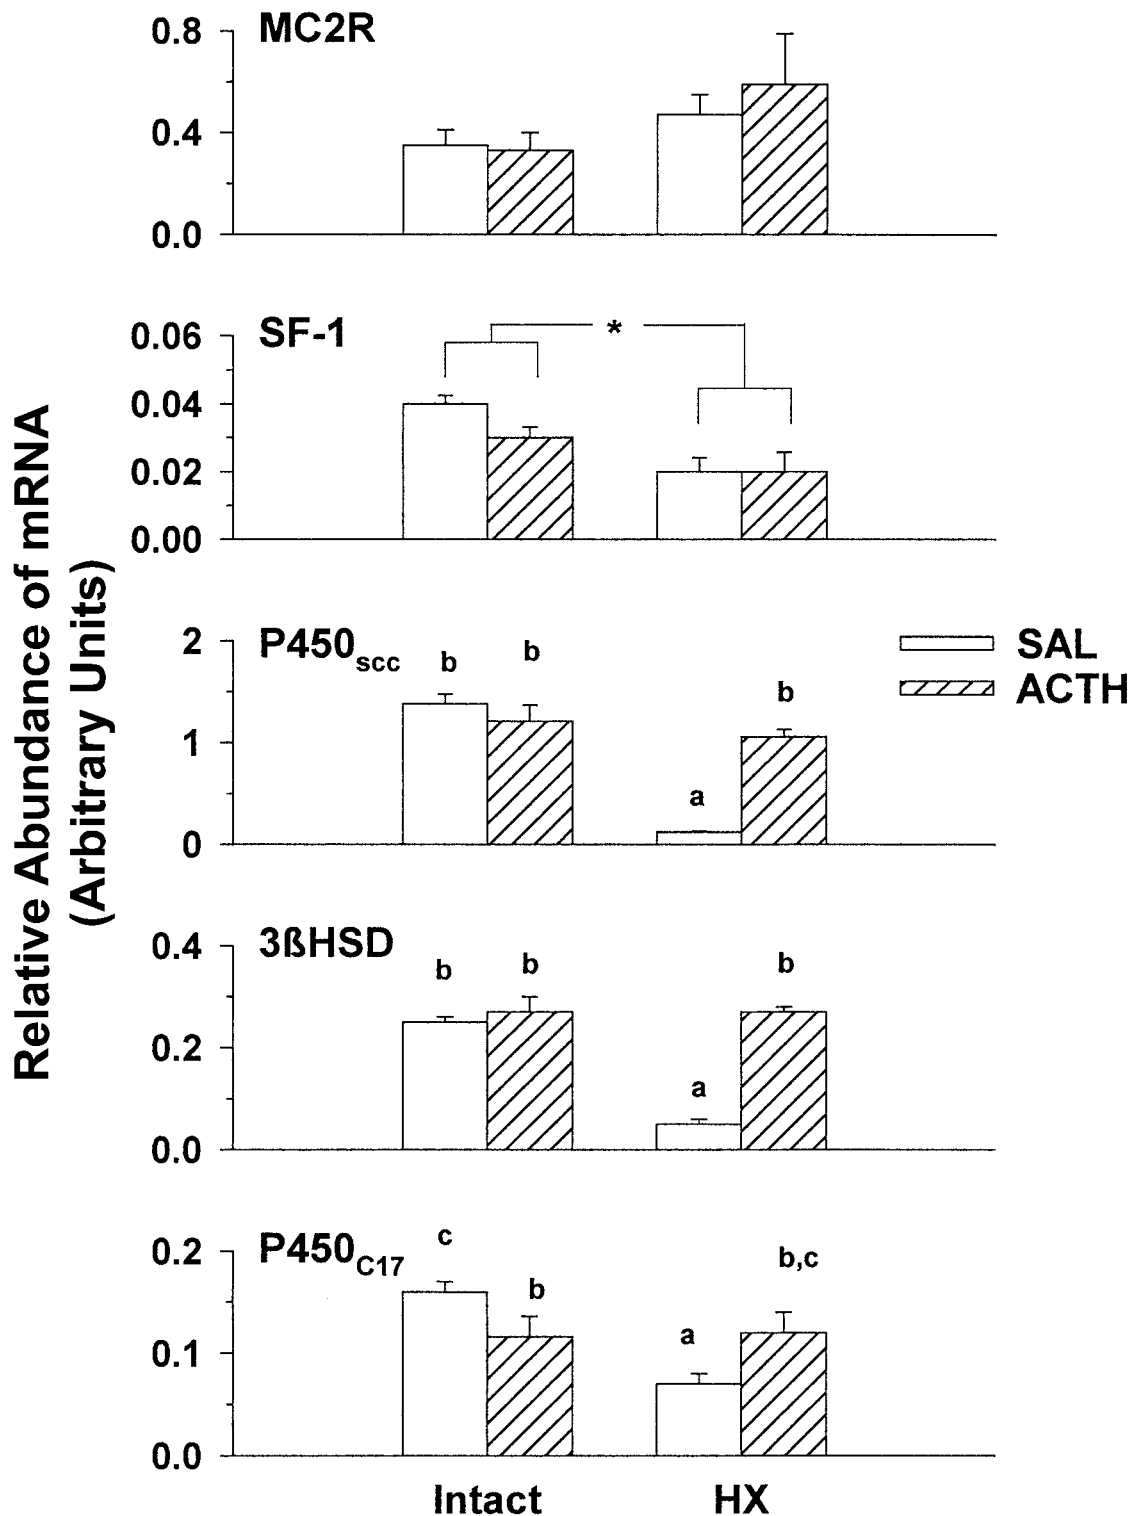 Relative Abundance of mRNA
(Arbitrary Units)
MC2R
0.8
0.4
0.0
SF-1
0.06
0.04
0.02
0.00
*
P450scc
2
1
0
b
b
a
b
SAL
ACTH
3ßHSD
0.4
0.2
0.0
b
b
a
b
P450C17
0.2
0.1
0.0
c
b
a
b,c
Intact
HX